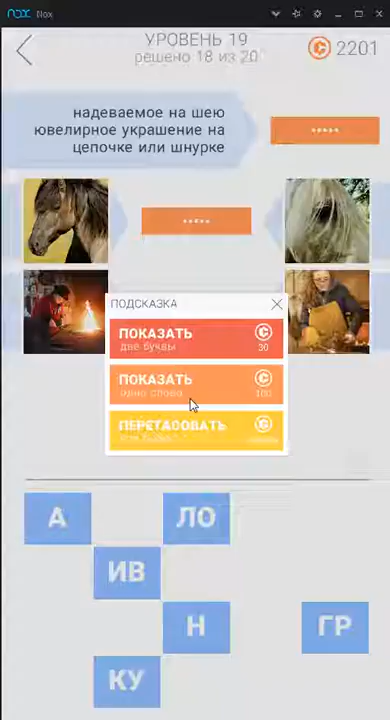 nox Nox
УРОВЕНЬ 19
решено 18 из 20
2201
надеваемое на шею
ювелирное украшение на
цепочке или шнурке
ПОДСКАЗКА
ПОКАЗАТЬ
две буквы
30
ПОКАЗАТЬ
одно слово
100
ПЕРЕТАСОВАТЬ
А ЛО
ИВ
Н ГР
КУ